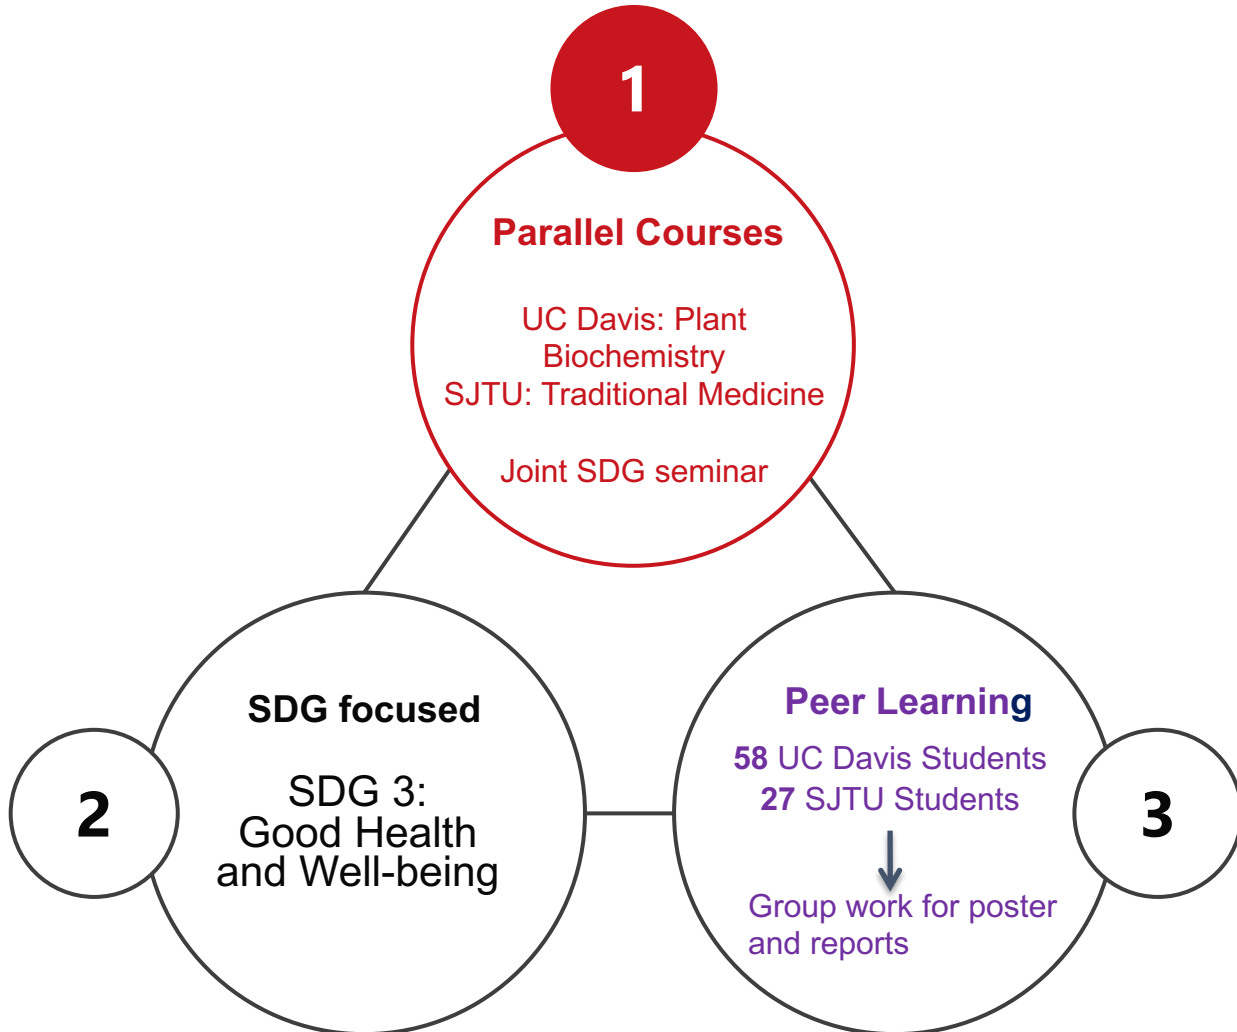 1
Parallel Courses
UC Davis: Plant
Biochemistry
SJTU: Traditional Medicine
Joint SDG seminar
2
SDG focused
SDG 3:
Good Health
and Well-being
3
Peer Learning
58 UC Davis Students
27 SJTU Students
Group work for poster
and reports